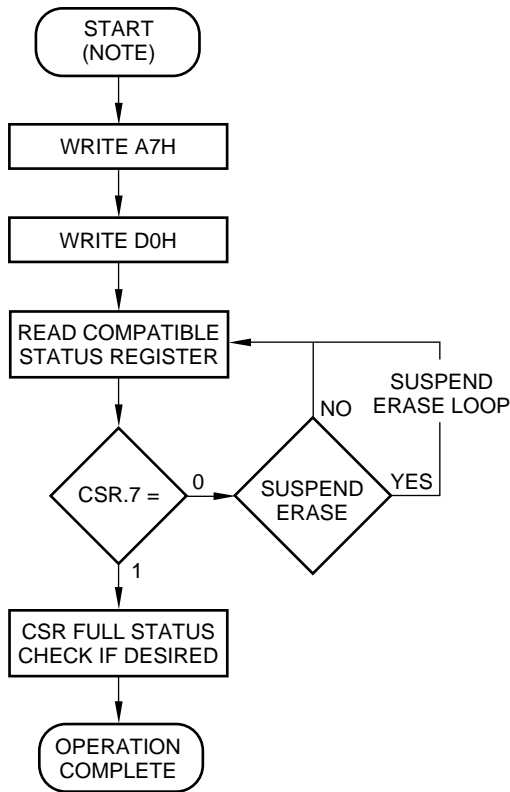 START
(NOTE)
WRITE A7H
WRITE D0H
READ COMPATIBLE
STATUS REGISTER
SUSPEND
ERASE LOOP
NO
CSR.7 =
0
SUSPEND
ERASE
YES
1
CSR FULL STATUS
CHECK IF DESIRED
OPERATION
COMPLETE